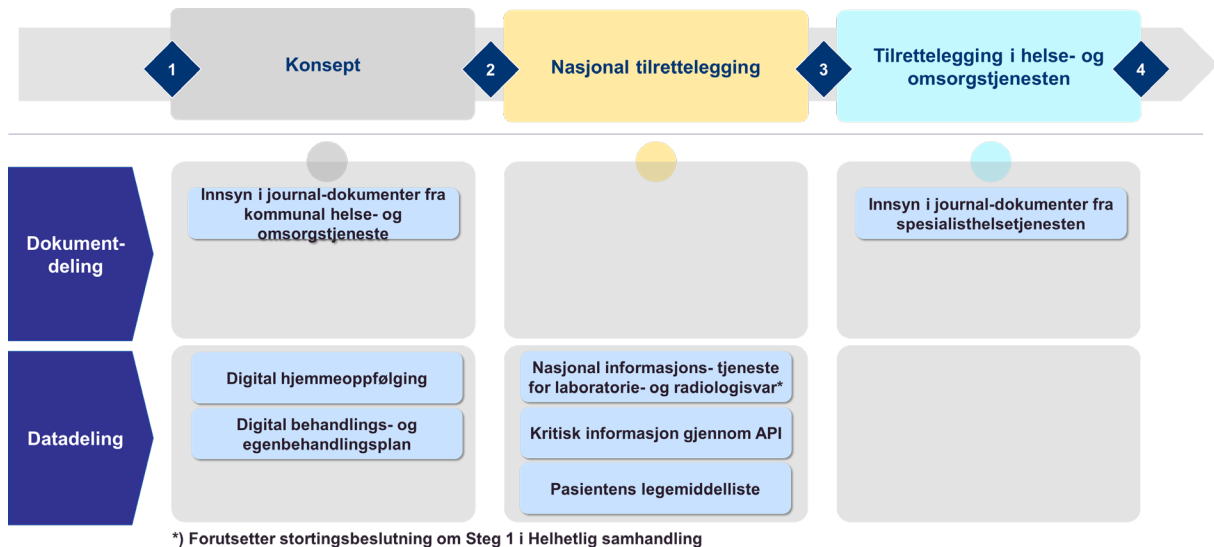 1
Konsept
2
Nasjonal tilrettelegging
3
Tilrettelegging i helse- og
omsorgstjenesten
4
Dokument-
deling
Innsyn i journal-dokumenter fra
kommunal helse- og
omsorgstjeneste
Innsyn i journal-dokumenter fra
spesialisthelsetjenesten
Datadeling
Digital hjemmeoppfølging
Digital behandlings- og
egenbehandlingsplan
Nasjonal informasjons- tjeneste
for laboratorie- og radiologisvar*
Kritisk informasjon gjennom API
Pasientens legemiddelliste
*) Forutsetter stortingsbeslutning om Steg 1 i Helhetlig samhandling